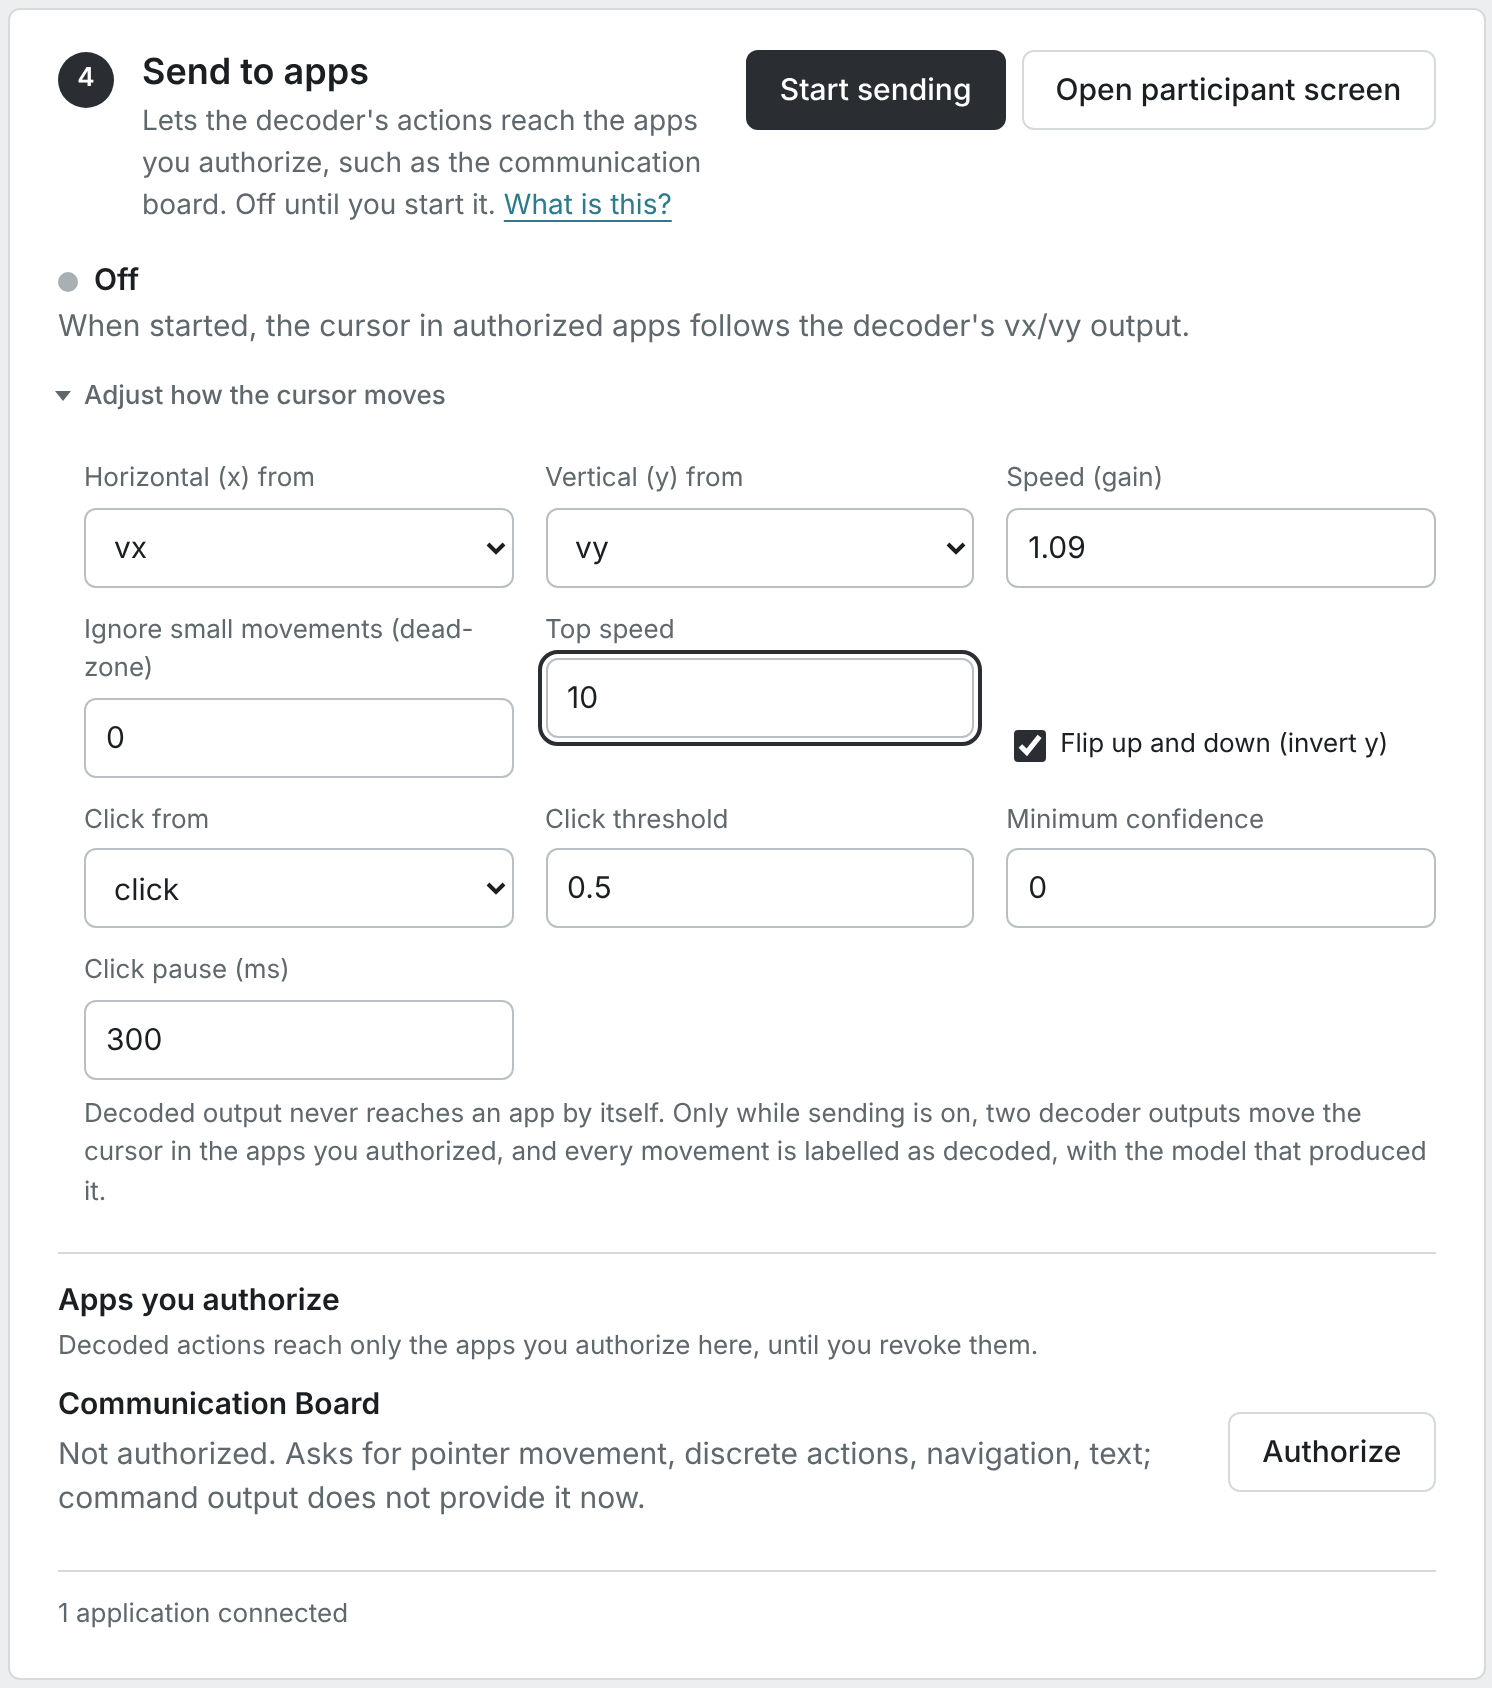 4
Send to apps
Lets the decoder's actions reach the apps
you authorize, such as the communication
board. Off until you start it. What is this?
Start sending
Open participant screen
Off
When started, the cursor in authorized apps follows the decoder's vx/vy output.
Adjust how the cursor moves
Horizontal (x) from
Vertical (y) from
Speed (gain)
vx
vy
1.09
Ignore small movements (dead-
zone)
Top speed
0
10
Flip up and down (invert y)
Click from
Click threshold
Minimum confidence
click
0.5
0
Click pause (ms)
300
Decoded output never reaches an app by itself. Only while sending is on, two decoder outputs move the
cursor in the apps you authorized, and every movement is labelled as decoded, with the model that produced
it.
Apps you authorize
Decoded actions reach only the apps you authorize here, until you revoke them.
Communication Board
Not authorized. Asks for pointer movement, discrete actions, navigation, text;
command output does not provide it now.
Authorize
1 application connected